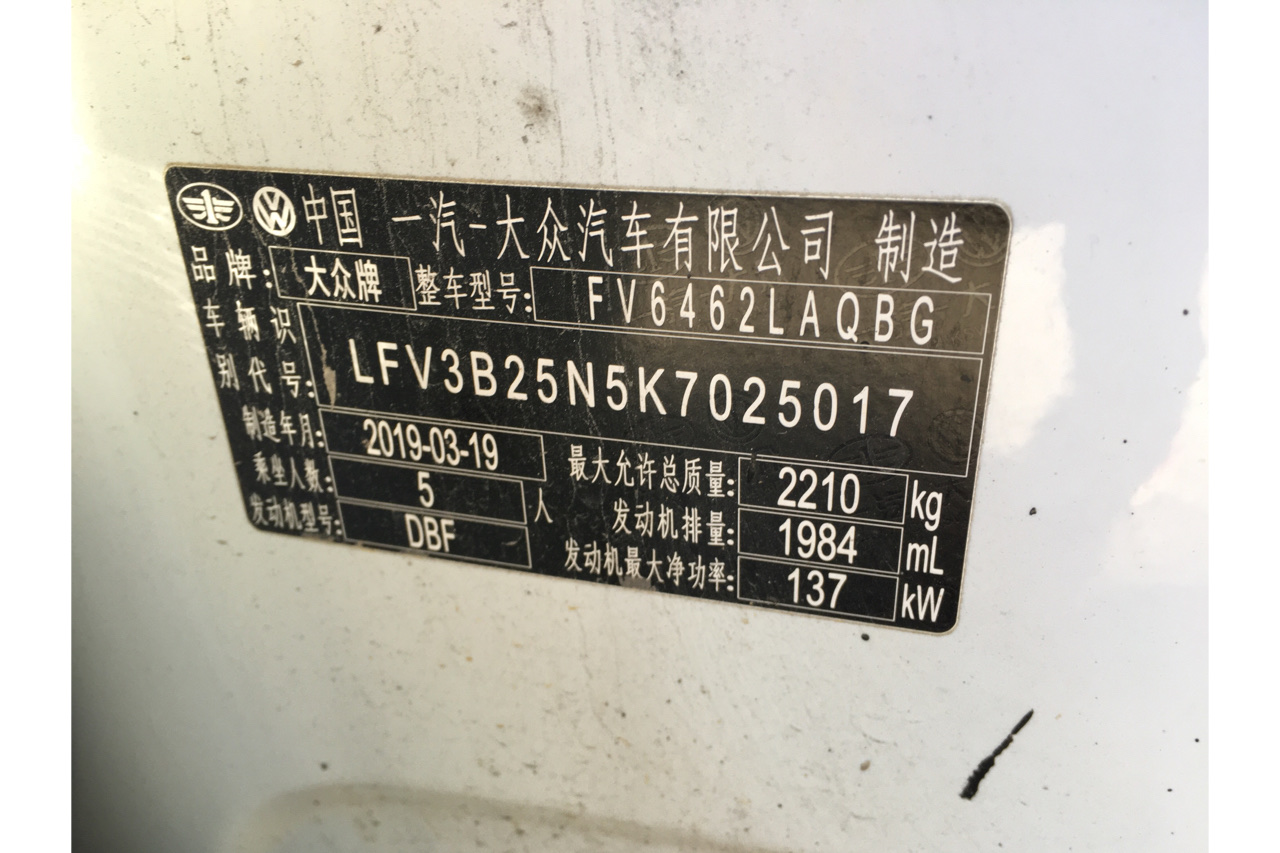 中国 一汽-大众汽车有限公司 制造
品牌: 大众牌 整车型号: FV6462LAQBG
车辆识别代号: LFV3B25N5K7025017
制造年月: 2019-03-19
乘坐人数: 5 人
发动机型号: DBF
最大允许总质量: 2210 kg
发动机排量: 1984 mL
发动机最大净功率: 137 kW